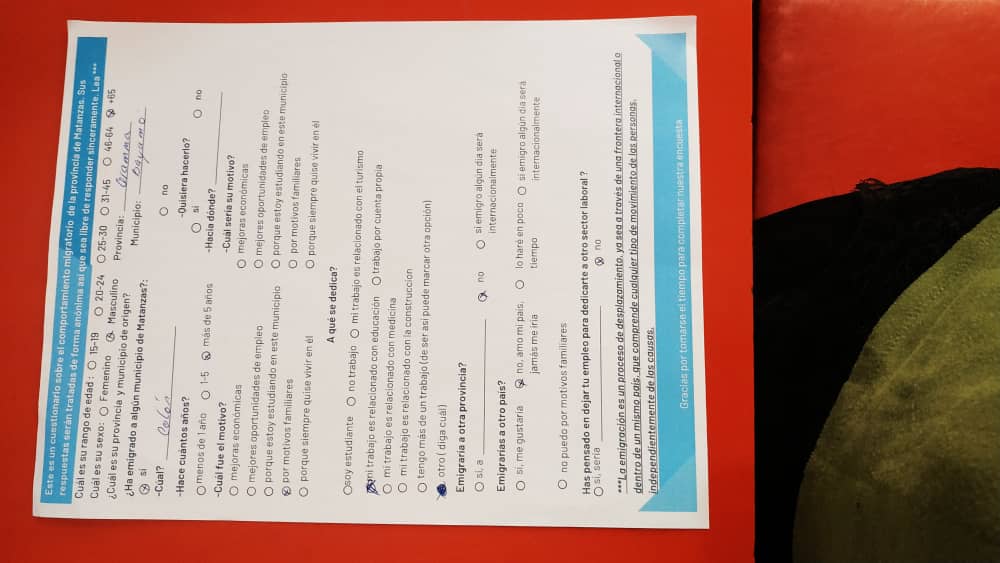 Este es un cuestionario sobre el comportamiento migratorio de la provincia de Matanzas. Sus
respuestas serán tratadas de forma anónima así que sea libre de responder sinceramente. Lea ***
Cuál es su rango de edad: 15-19 20-24 25-30 31-45 46-64 +65
Cuál es su sexo: Femenino Masculino
¿Cuál es su provincia y municipio de origen? Provincia: Granma
Municipio: Bayamo
¿Ha emigrado a algún municipio de Matanzas?:
si no
-Cúal? Colón
-Quisiera hacerlo?
si no
-Hace cuántos años?
menos de 1 año 1-5 más de 5 años
-Hacia dónde?
-Cuál fue el motivo?
mejoras económicas
mejores oportunidades de empleo
porque estoy estudiando en este municipio
por motivos familiares
porque siempre quise vivir en él
-Cuál sería su motivo?
mejoras económicas
mejores oportunidades de empleo
porque estoy estudiando en este municipio
por motivos familiares
porque siempre quise vivir en él
A qué se dedica?
soy estudiante no trabajo mi trabajo es relacionado con el turismo
mi trabajo es relacionado con educación trabajo por cuenta propia
mi trabajo es relacionado con medicina
mi trabajo es relacionado con la construccion
tengo más de un trabajo (de ser asi puede marcar otra opción)
otro ( diga cuál)
Emigraría a otra provincia?
si, a no si emigro algún día será
internacionalmente
Emigrarías a otro país?
si, me gustaría no, amo mi país, lo haré en poco si emigro algún día será
jamás me iría tiempo internacionalmente
no puedo por motivos familiares
Has pensado en dejar tu empleo para dedicarte a otro sector laboral ?
si, sería no
***La emigración es un proceso de desplazamiento, ya sea a través de una frontera internacional o
dentro de un mismo país, que comprende cualquier tipo de movimiento de las personas,
independientemente de las causas.
Gracias por tomarse el tiempo para completar nuestra encuesta